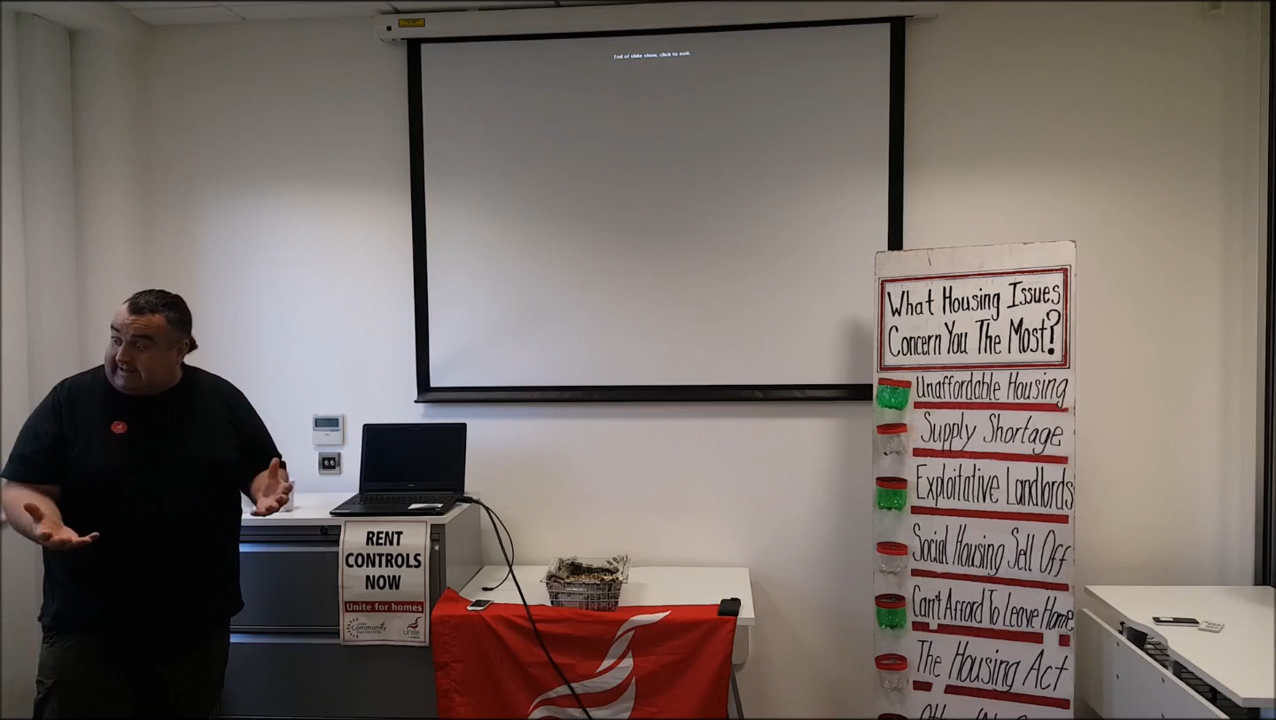 End of slide show, click to exit.
What Housing Issues
Concern You The Most?
Unaffordable Housing
Supply Shortage
Exploitative Landlords
Social Housing Sell Off
Can't Afford To Leave Home
The Housing Act
RENT
CONTROLS
NOW
Unite for homes
Community
unite